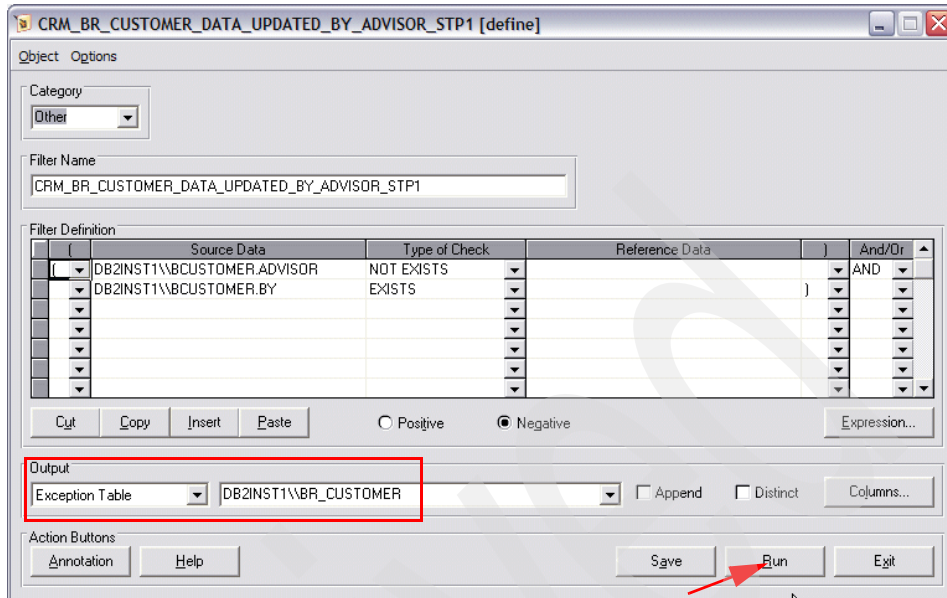 CRM_BR_CUSTOMER_DATA_UPDATED_BY_ADVISOR_STP1 [define]
Object Options
Category
Other
Filter Name
CRM_BR_CUSTOMER_DATA_UPDATED_BY_ADVISOR_STP1
Filter Definition
( Source Data Type of Check Reference Data ) And/Or
( DB2INST1\\BCUSTOMER.ADVISOR NOT EXISTS AND
DB2INST1\\BCUSTOMER.BY EXISTS )
Cut Copy Insert Paste Positive Negative Expression...
Output
Exception Table DB2INST1\\BR_CUSTOMER Append Distinct Columns...
Action Buttons
Annotation Help Save Run Exit